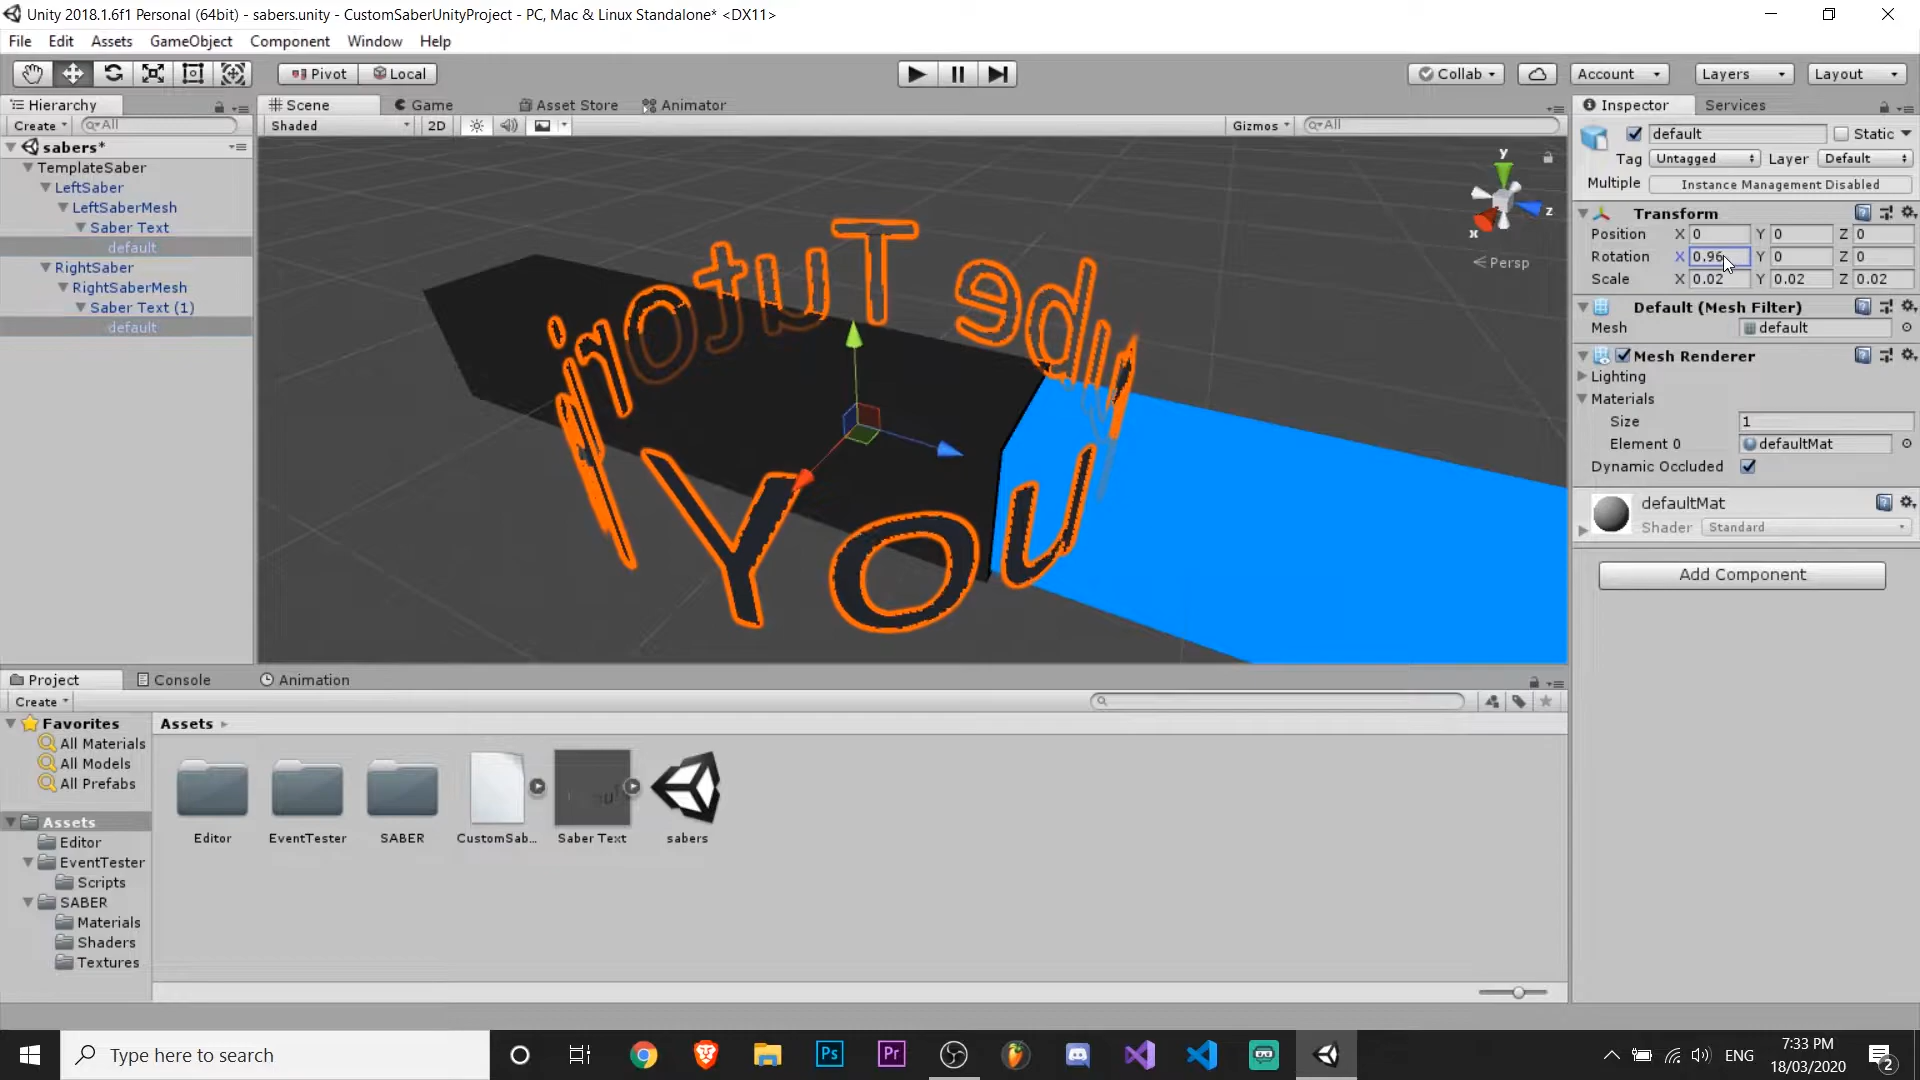 Unity 2018.1.6f1 Personal (64bit) - sabers.unity - CustomSaberUnityProject - PC, Mac & Linux Standalone* <DX11>
File Edit Assets GameObject Component Window Help
Pivot Local Collab Account Layers Layout
Hierarchy Scene Game Asset Store Animator Inspector Services
Create All Shaded 2D Gizmos All
sabers*
TemplateSaber
LeftSaber
LeftSaberMesh
Saber Text
default
RightSaber
RightSaberMesh
Saber Text (1)
default
y
z
x
Persp
You
Tube Tutori
default Static
Tag Untagged Layer Default
Multiple Instance Management Disabled
Transform
Position X 0 Y 0 Z 0
Rotation X 0.96 Y 0 Z 0
Scale X 0.02 Y 0.02 Z 0.02
Default (Mesh Filter)
Mesh default
Mesh Renderer
Lighting
Materials
Size 1
Element 0 defaultMat
Dynamic Occluded
defaultMat
Shader Standard
Add Component
Project Console Animation
Create
Favorites
All Materials
All Models
All Prefabs
Assets
Editor
EventTester
Scripts
SABER
Materials
Shaders
Textures
Assets
Editor EventTester SABER CustomSab... Saber Text sabers
Type here to search
Ps Pr
ENG
7:33 PM
18/03/2020
2